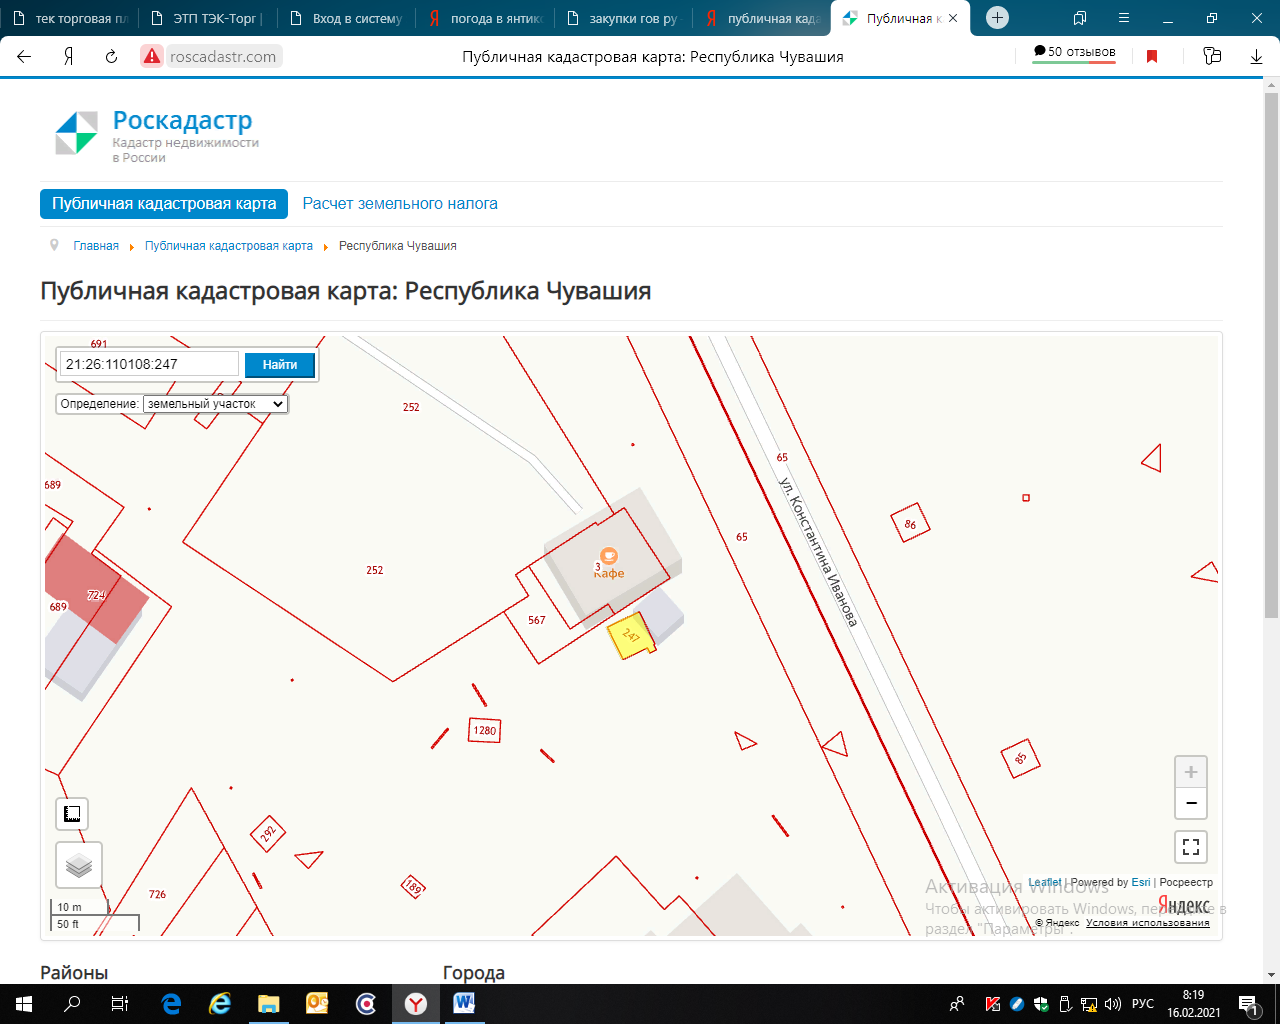 тек торговая пл
ЭТП ТЭК-Торг |
Вход в систему
погода в янтико
закупки гов ру
публичная када
Публичная к
roscadastr.com
Публичная кадастровая карта: Республика Чувашия
50 отзывов
Роскадастр
Кадастр недвижимости
в России
Публичная кадастровая карта
Расчет земельного налога
Главная
Публичная кадастровая карта
Республика Чувашия
Публичная кадастровая карта: Республика Чувашия
691
21:26:110108:247
Найти
Определение: земельный участок
252
65
689
86
65
252
3
Кафе
ул. Константина Иванова
724
689
567
247
1280
85
292
189
726
+
−
10 m
50 ft
Leaflet | Powered by Esri | Росреестр
Активация Windows
Чтобы активировать Windows, перейдите в
раздел "Параметры".
Яндекс
© Яндекс Условия использования
Районы
Города
РУС
8:19
16.02.2021
1